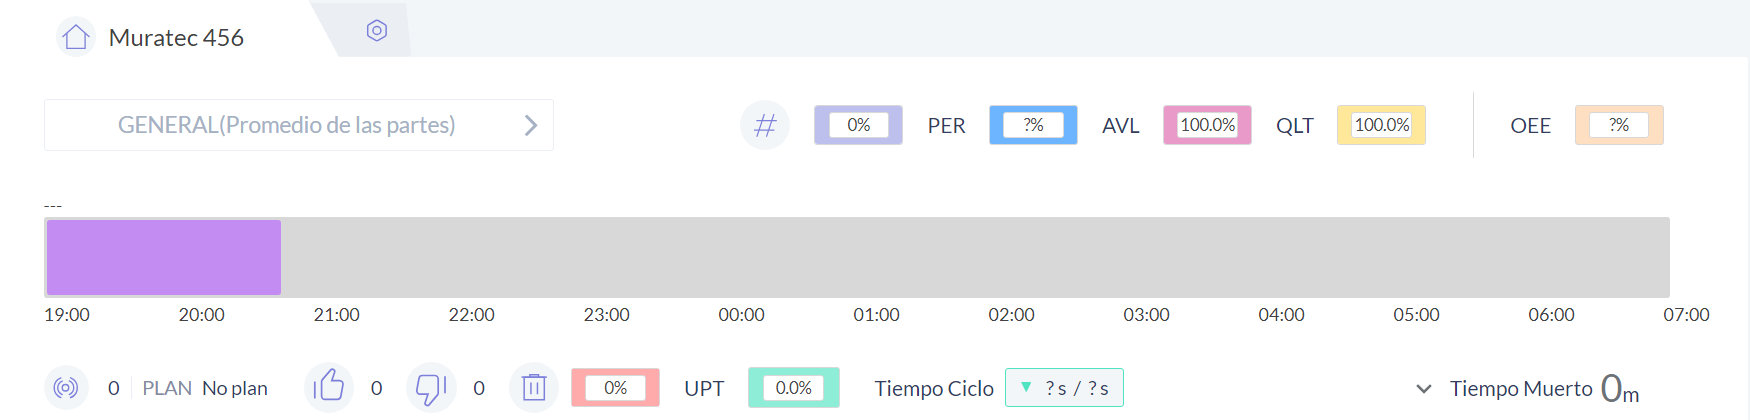 Muratec 456
GENERAL(Promedio de las partes)
# 0% PER ?% AVL 100.0% QLT 100.0% OEE ?%
---
19:00 20:00 21:00 22:00 23:00 00:00 01:00 02:00 03:00 04:00 05:00 06:00 07:00
0 PLAN No plan 0 0 0% UPT 0.0% Tiempo Ciclo ?s / ?s Tiempo Muerto 0m